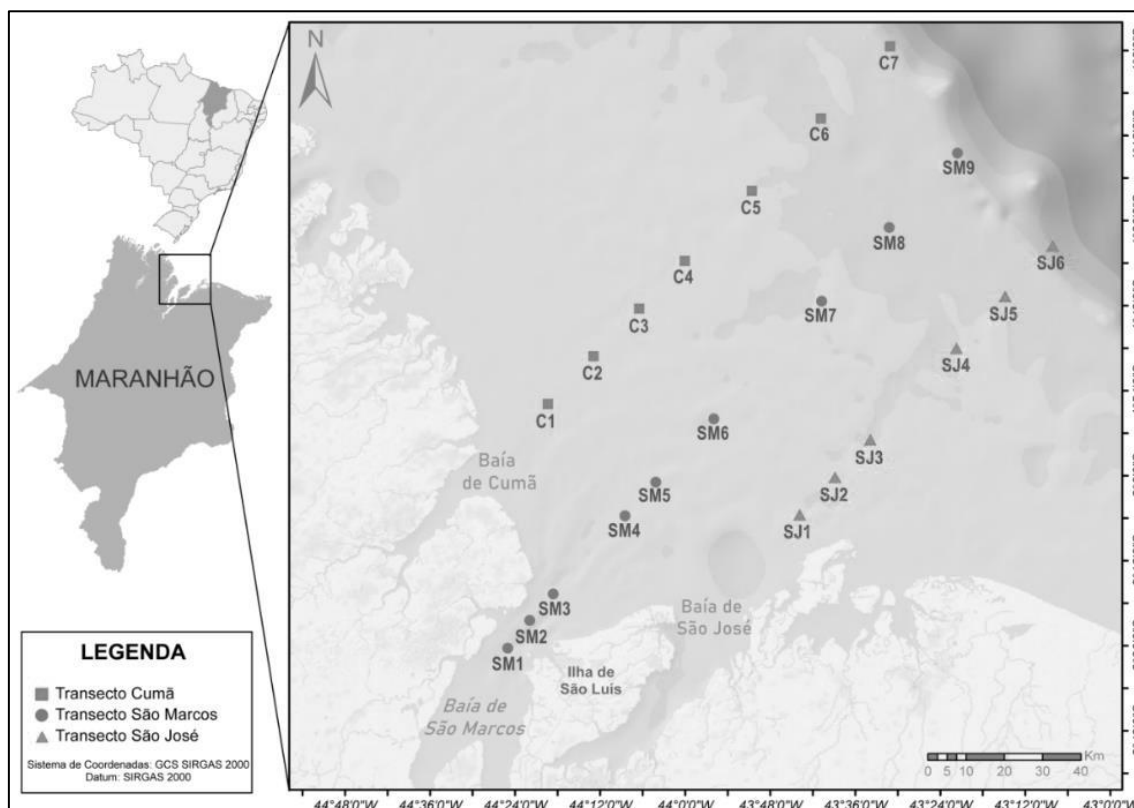 N
C7
C6
SM9
C5
SM8
SJ6
C4
SJ5
SM7
C3
SJ4
C2
C1
SM6
SJ3
Baía
de Cumã
SM5
SJ2
SM4
SJ1
SM3
Baía de
São José
SM2
SM1
Ilha de
São Luís
Baía de
São Marcos
MARANHÃO
LEGENDA
Transecto Cumã
Transecto São Marcos
Transecto São José
Sistema de Coordenadas: GCS SIRGAS 2000
Datum: SIRGAS 2000
Km
0 5 10 20 30 40
44°48'0"W 44°36'0"W 44°24'0"W 44°12'0"W 44°0'0"W 43°48'0"W 43°36'0"W 43°24'0"W 43°12'0"W 43°0'0"W